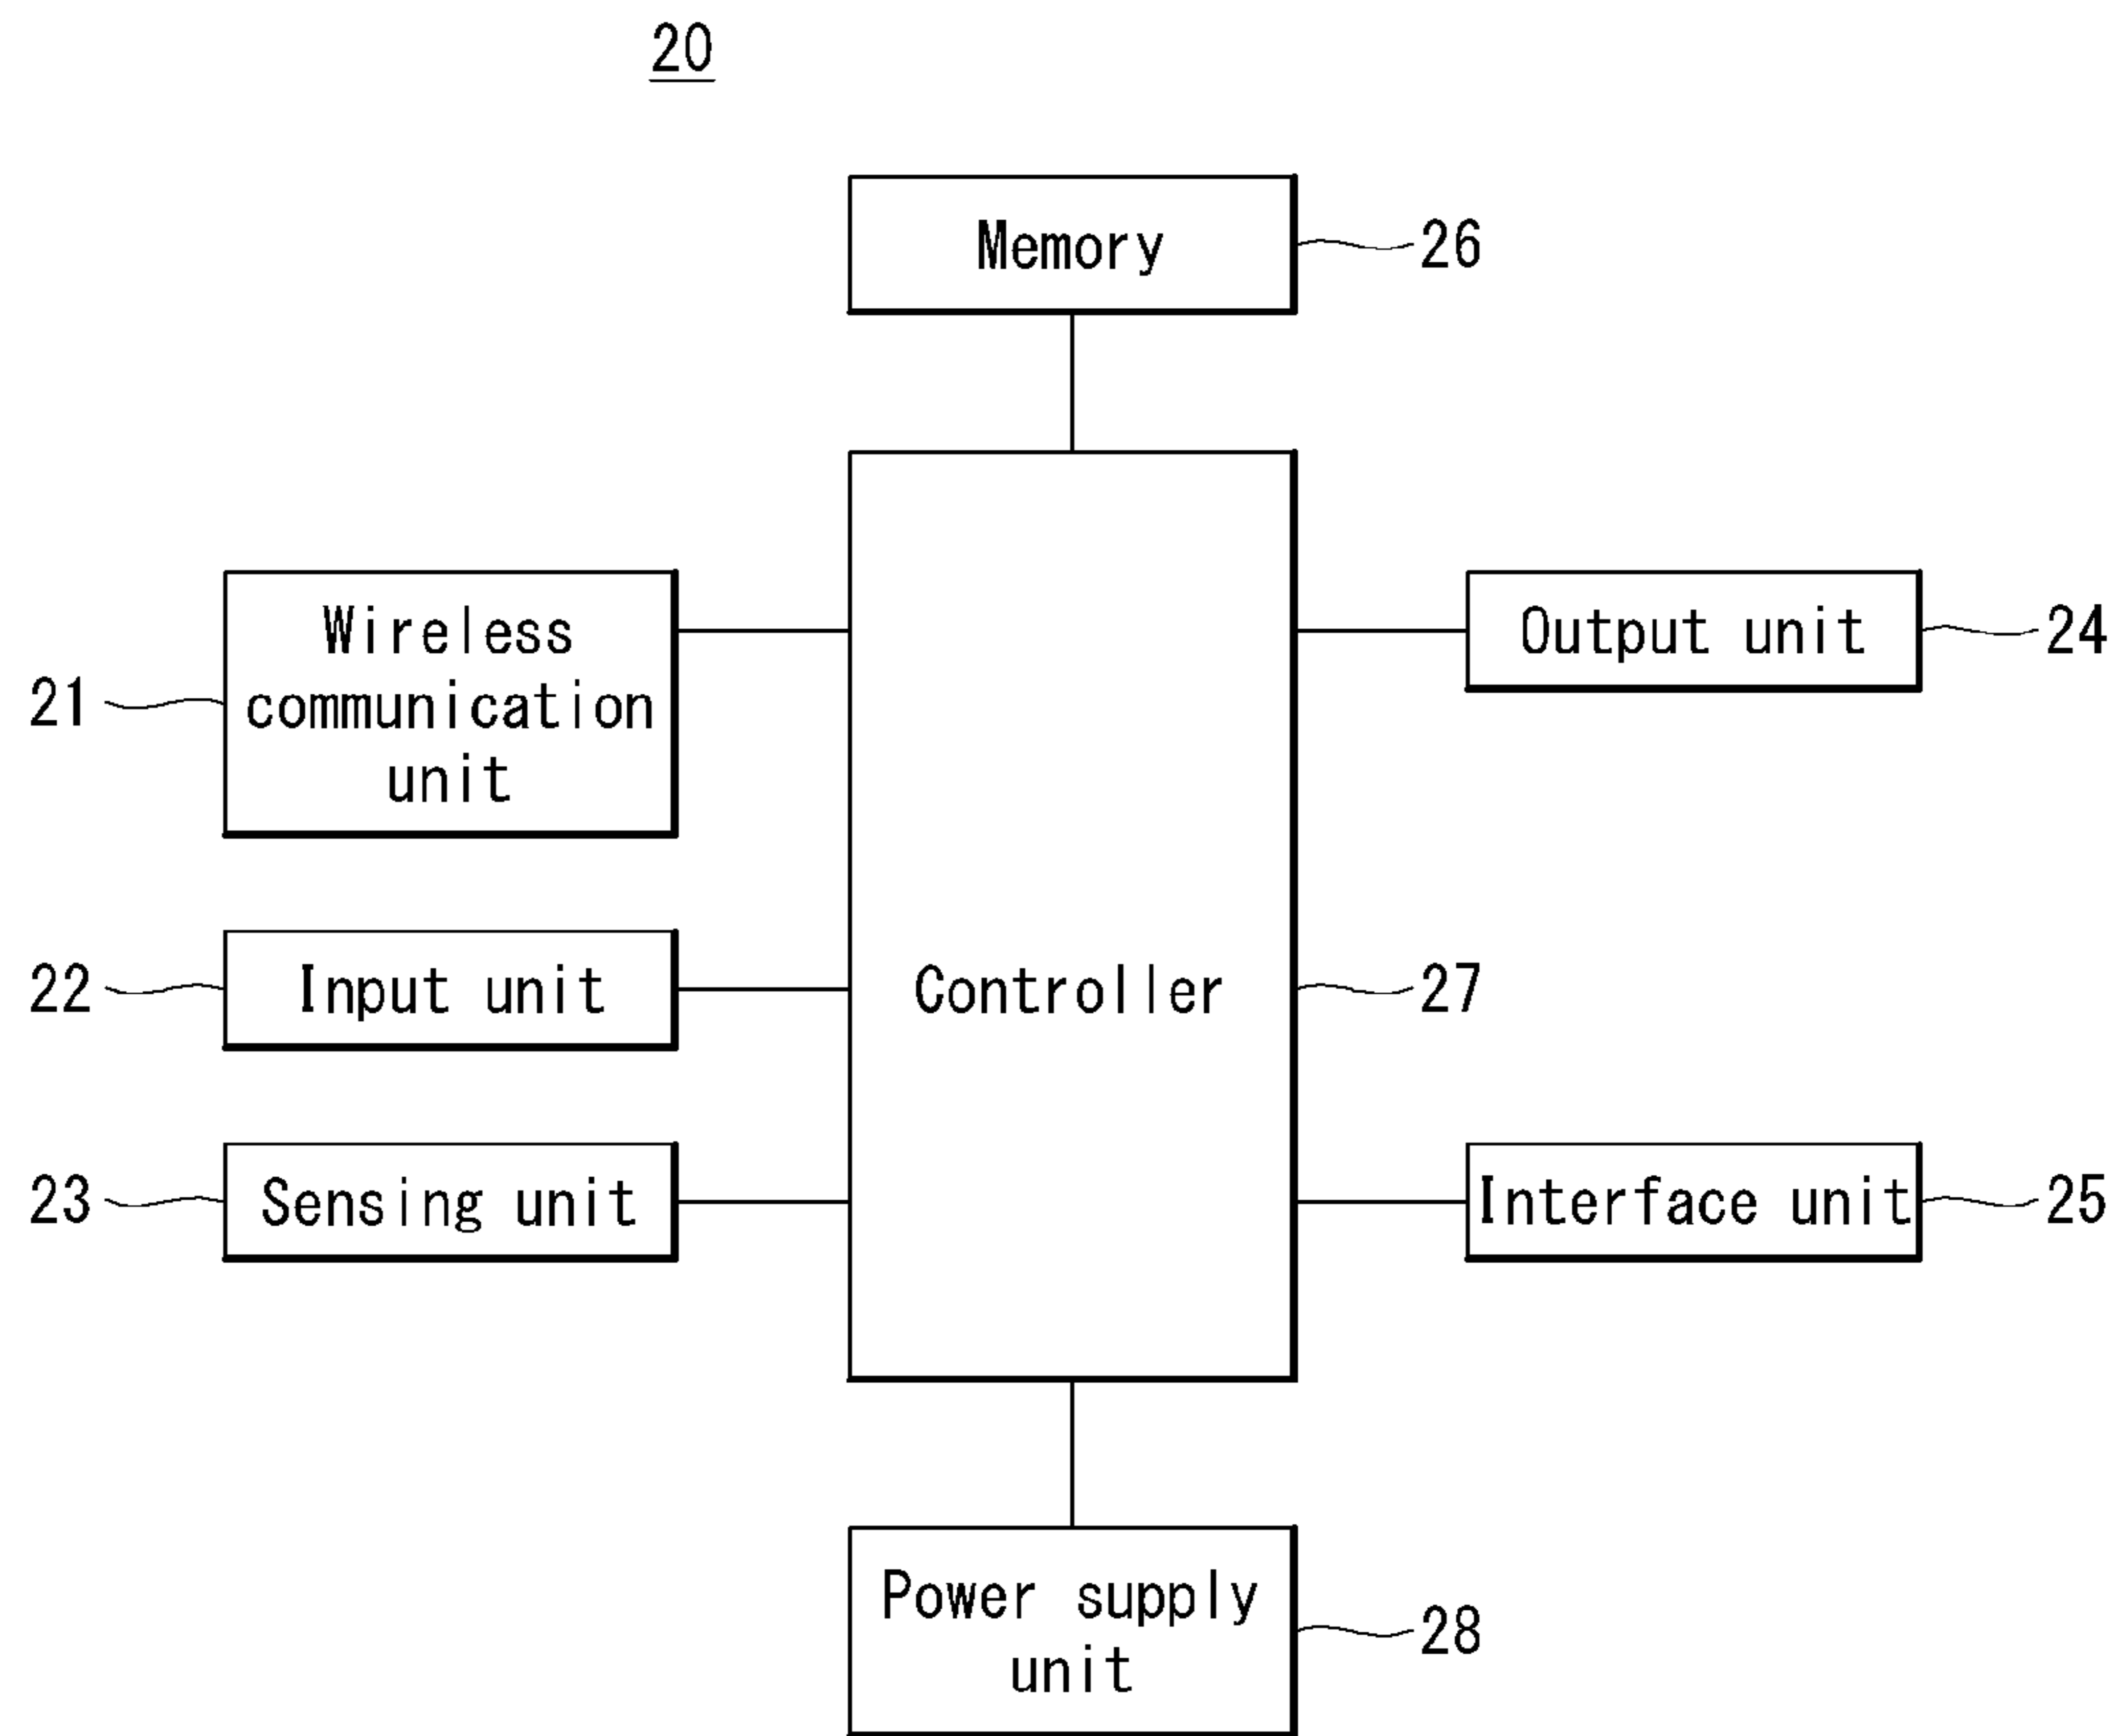 20
Memory
26
Wireless
communication
unit
21
Output unit
24
Input unit
22
Controller
27
Sensing unit
23
Interface unit
25
Power supply
unit
28